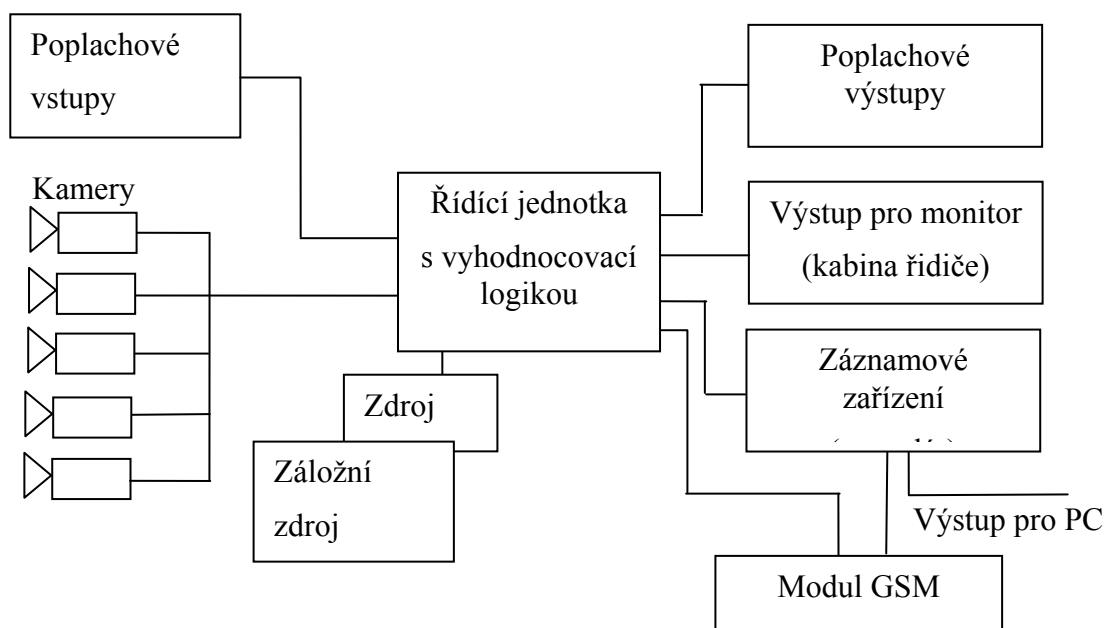 Poplachové
vstupy
Poplachové
výstupy
Kamery
Řídící jednotka
s vyhodnocovací
logikou
Výstup pro monitor
(kabina řidiče)
Záznamové
zařízení
Zdroj
Záložní
zdroj
Výstup pro PC
Modul GSM